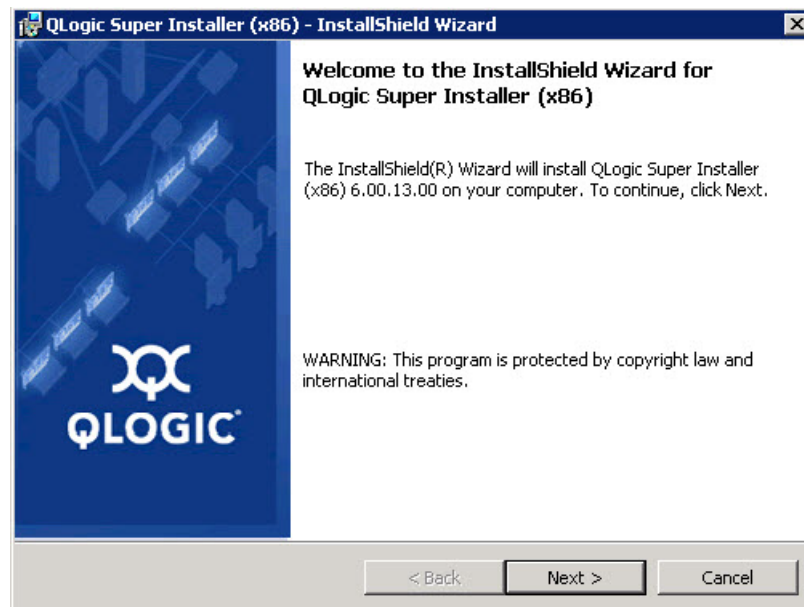 QLogic Super Installer (x86) - InstallShield Wizard
Welcome to the InstallShield Wizard for
QLogic Super Installer (x86)
The InstallShield(R) Wizard will install QLogic Super Installer
(x86) 6.00.13.00 on your computer. To continue, click Next.
WARNING: This program is protected by copyright law and
international treaties.
QLOGIC
< Back
Next >
Cancel